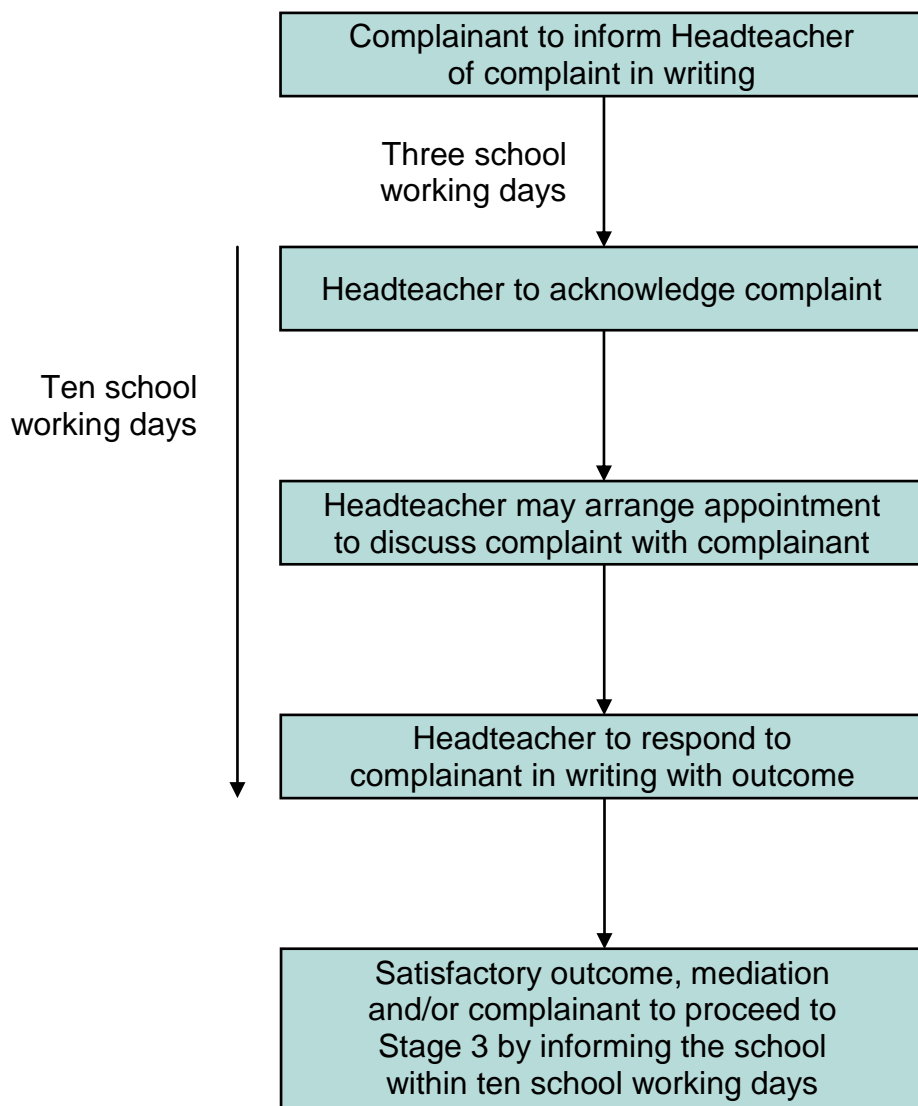 Complainant to inform Headteacher
of complaint in writing
Three school
working days
Headteacher to acknowledge complaint
Ten school
working days
Headteacher may arrange appointment
to discuss complaint with complainant
Headteacher to respond to
complainant in writing with outcome
Satisfactory outcome, mediation
and/or complainant to proceed to
Stage 3 by informing the school
within ten school working days